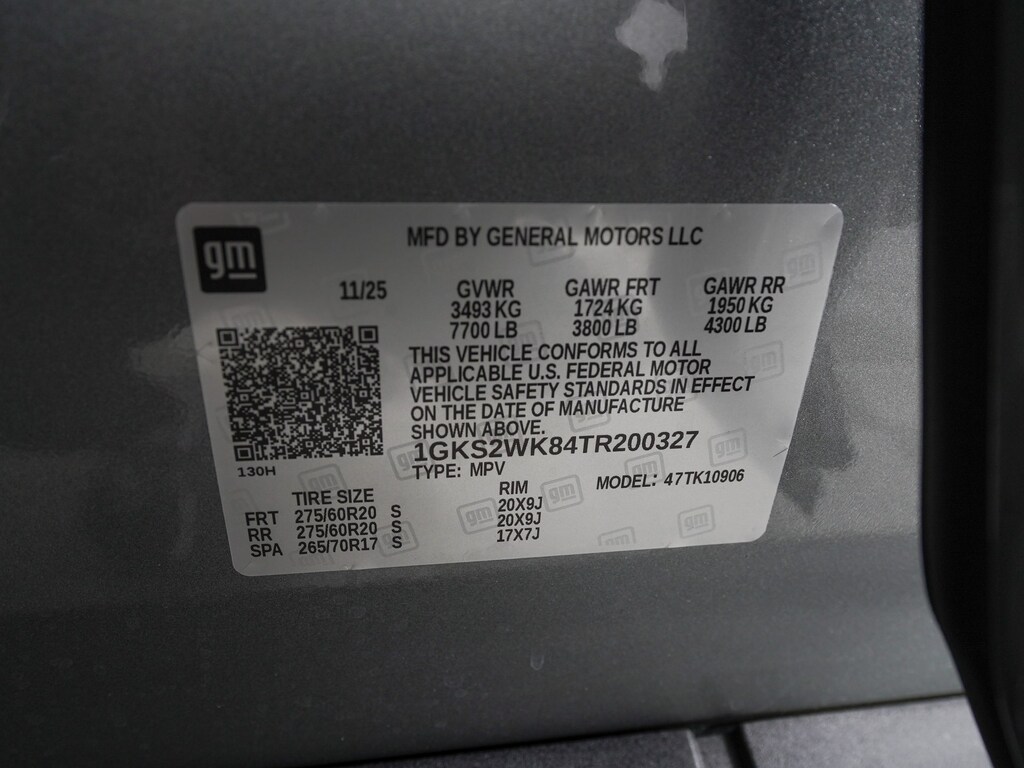 gm
MFD BY GENERAL MOTORS LLC
11/25
GVWR GAWR FRT GAWR RR
3493 KG 1724 KG 1950 KG
7700 LB 3800 LB 4300 LB
THIS VEHICLE CONFORMS TO ALL
APPLICABLE U.S. FEDERAL MOTOR
VEHICLE SAFETY STANDARDS IN EFFECT
ON THE DATE OF MANUFACTURE
SHOWN ABOVE.
1GKS2WK84TR200327
TYPE: MPV
MODEL: 47TK10906
130H
TIRE SIZE RIM
FRT 275/60R20 S 20X9J
RR 275/60R20 S 20X9J
SPA 265/70R17 S 17X7J